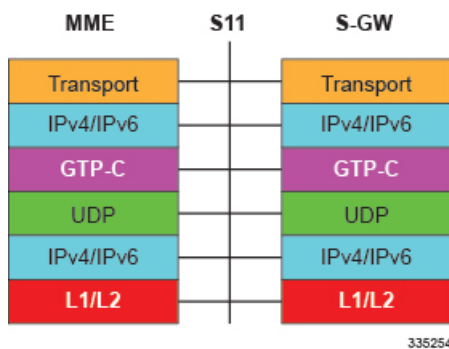 MME S11 S-GW
Transport Transport
IPv4/IPv6 IPv4/IPv6
GTP-C GTP-C
UDP UDP
IPv4/IPv6 IPv4/IPv6
L1/L2 L1/L2
335254